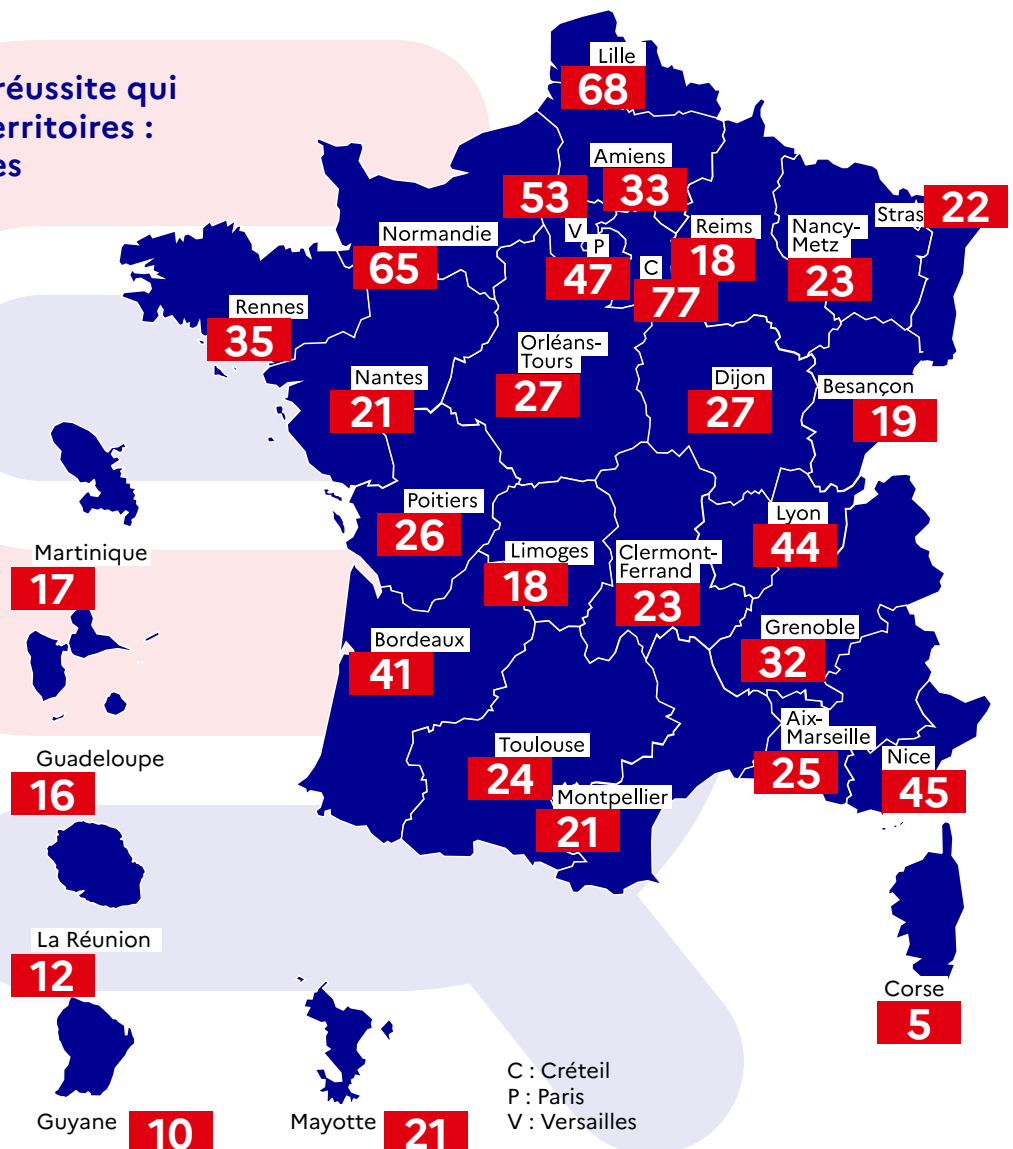 réussite qui
erritoires :
es
Lille
68
Amiens
33
53
V
P
47
C
77
Reims
18
Nancy-
Metz
23
Stras
22
Normandie
65
Rennes
35
Orléans-
Tours
27
Nantes
21
Dijon
27
Besançon
19
Poitiers
26
Limoges
18
Clermont-
Ferrand
23
Lyon
44
Martinique
17
Bordeaux
41
Grenoble
32
Aix-
Marseille
25
Nice
45
Toulouse
24
Montpellier
21
Guadeloupe
16
La Réunion
12
Corse
5
Guyane
10
Mayotte
21
C : Créteil
P : Paris
V : Versailles